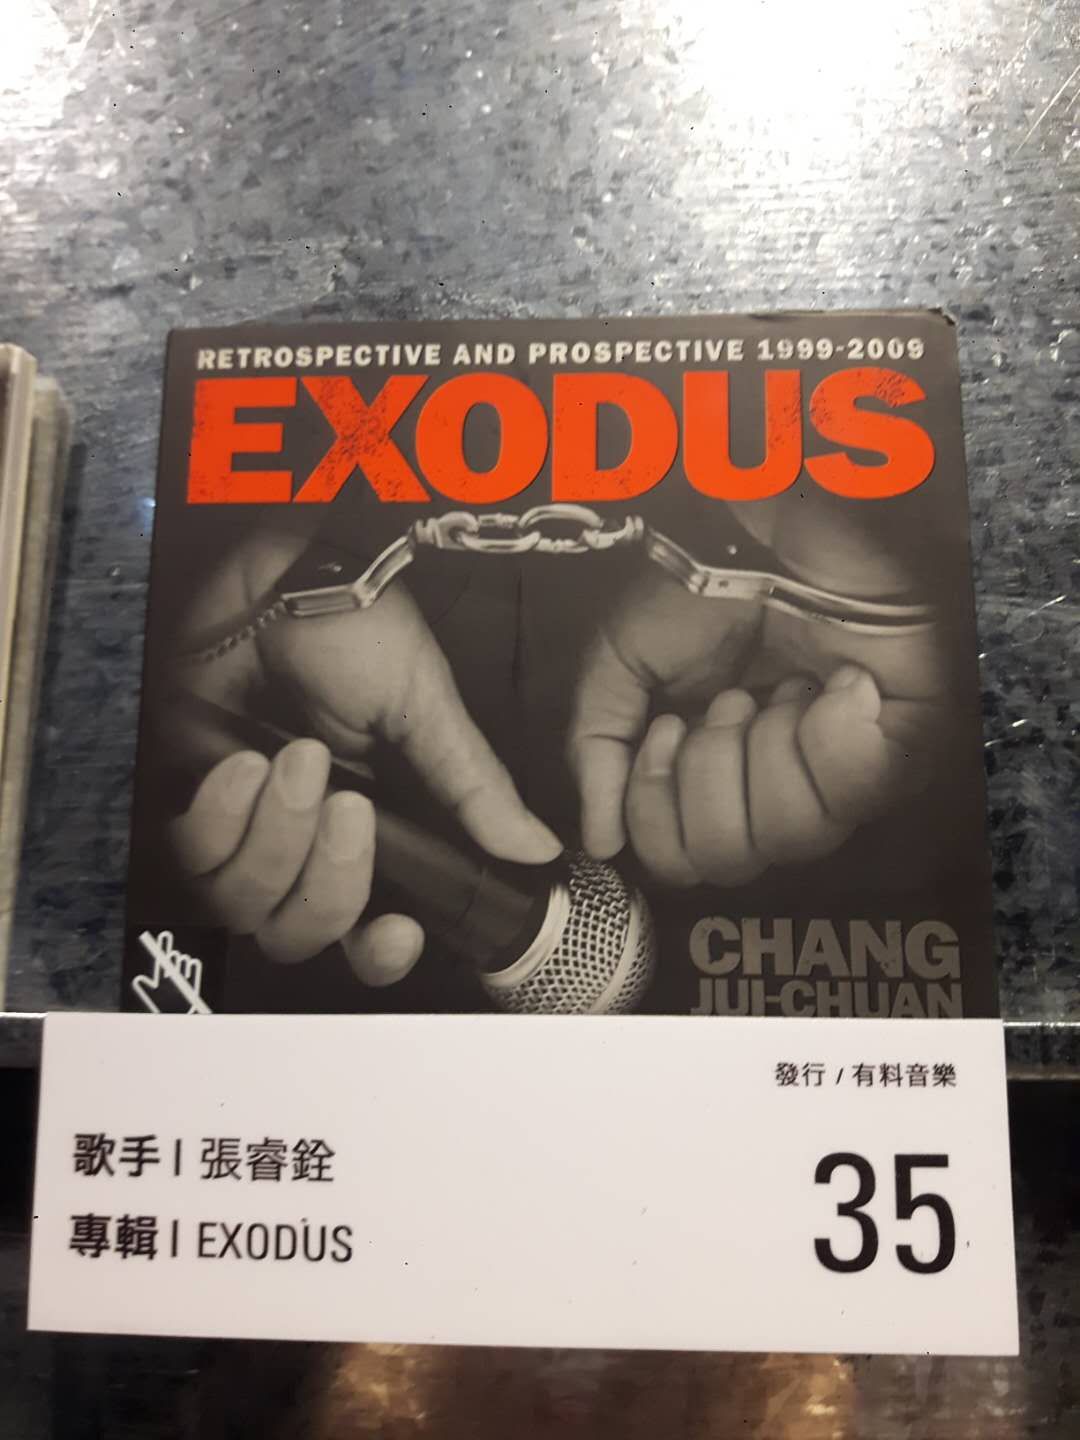 RETROSPECTIVE AND PROSPECTIVE 1999-2009
EXODUS
CHANG
JUI-CHUAN
發行 / 有料音樂
歌手 | 張睿銓
專輯 | EXODUS
35